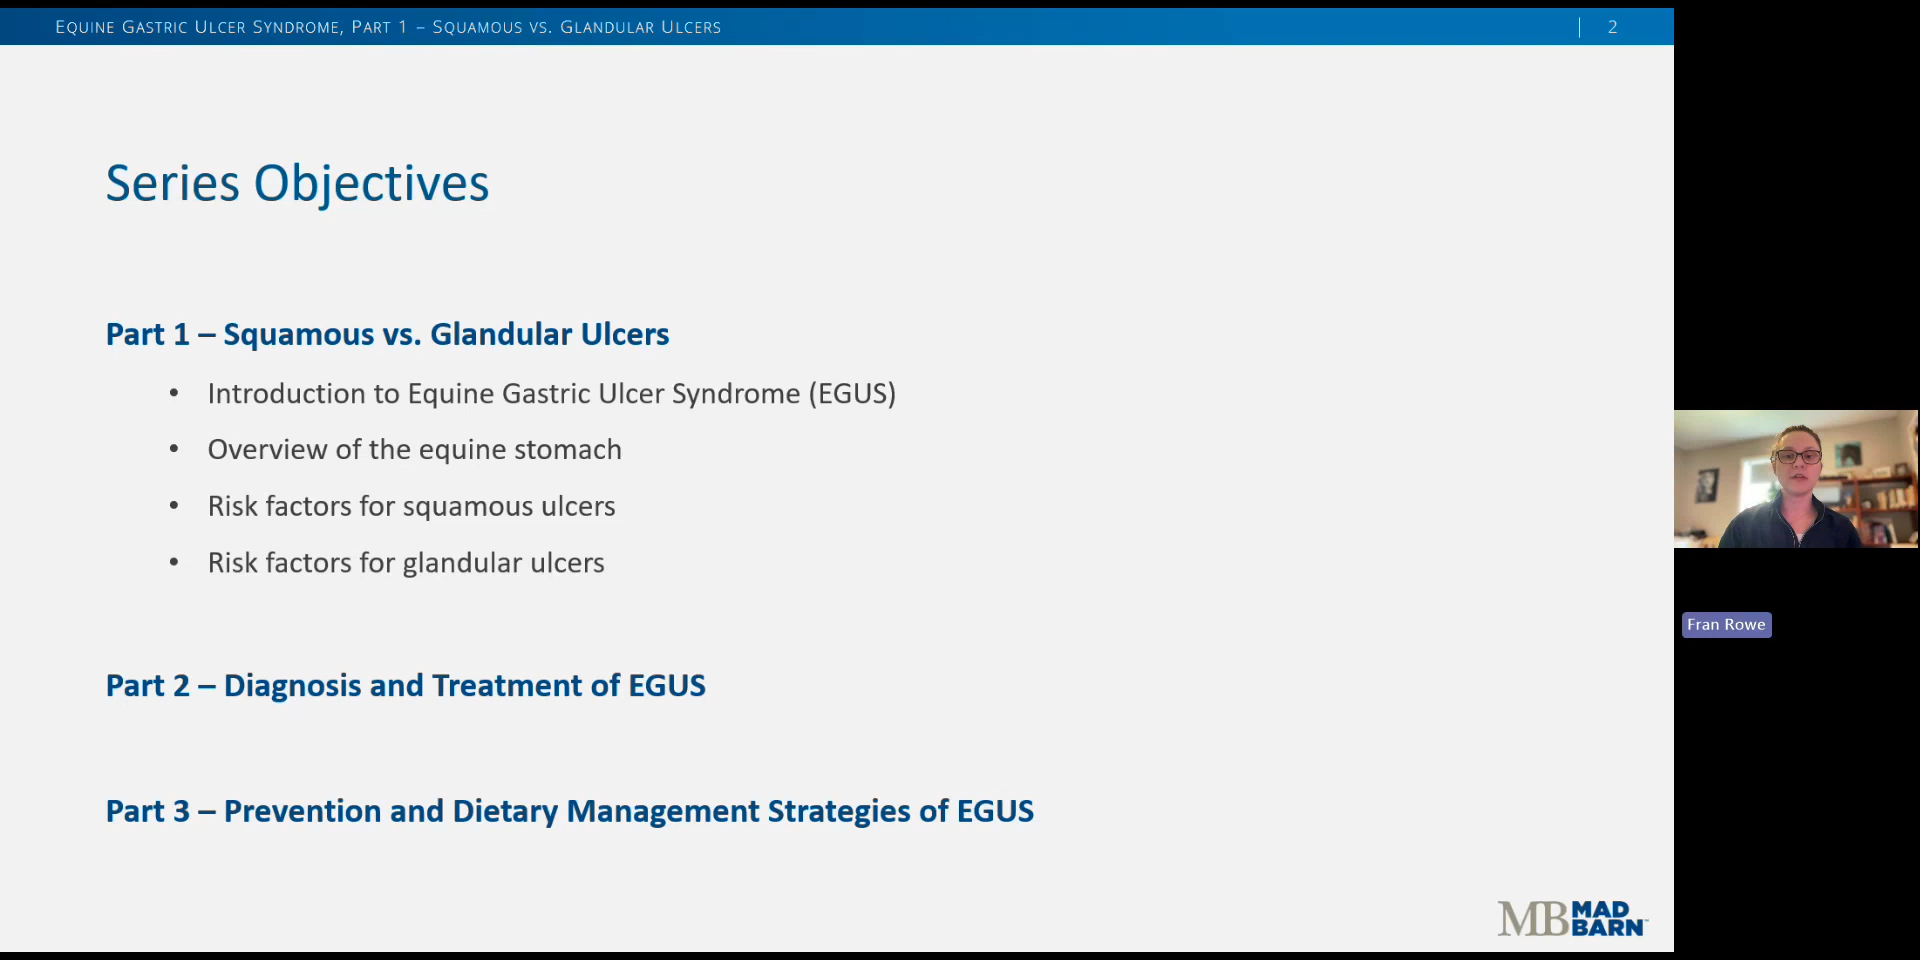 EQUINE GASTRIC ULCER SYNDROME, PART 1 – SQUAMOUS VS. GLANDULAR ULCERS
2
Series Objectives
Part 1 – Squamous vs. Glandular Ulcers
• Introduction to Equine Gastric Ulcer Syndrome (EGUS)
• Overview of the equine stomach
• Risk factors for squamous ulcers
• Risk factors for glandular ulcers
Part 2 – Diagnosis and Treatment of EGUS
Part 3 – Prevention and Dietary Management Strategies of EGUS
MB MAD BARN™
Fran Rowe